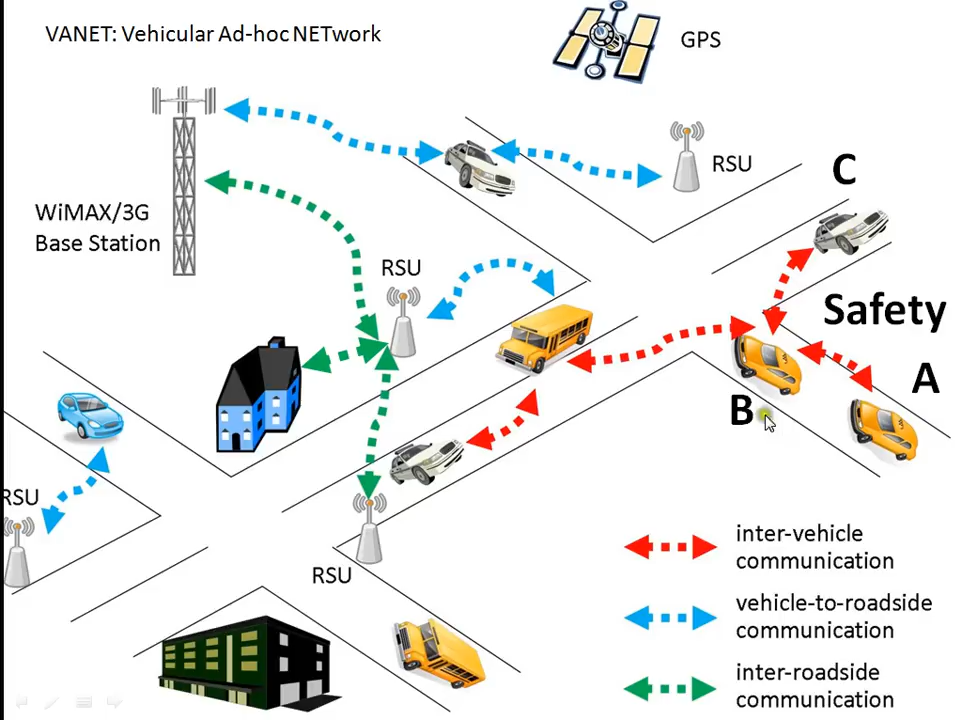 VANET: Vehicular Ad-hoc NETwork
GPS
RSU
C
WiMAX/3G
Base Station
RSU
Safety
A
B
RSU
RSU
inter-vehicle
communication
vehicle-to-roadside
communication
inter-roadside
communication